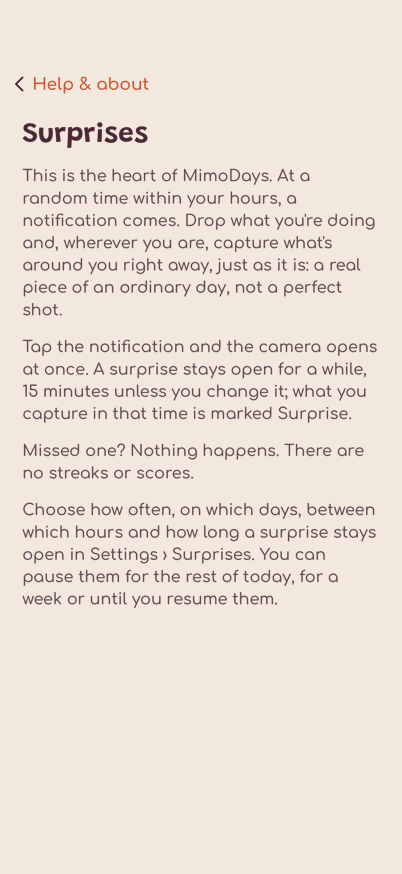 Help & about
Surprises
This is the heart of MimoDays. At a
random time within your hours, a
notification comes. Drop what you're doing
and, wherever you are, capture what's
around you right away, just as it is: a real
piece of an ordinary day, not a perfect
shot.
Tap the notification and the camera opens
at once. A surprise stays open for a while,
15 minutes unless you change it; what you
capture in that time is marked Surprise.
Missed one? Nothing happens. There are
no streaks or scores.
Choose how often, on which days, between
which hours and how long a surprise stays
open in Settings › Surprises. You can
pause them for the rest of today, for a
week or until you resume them.